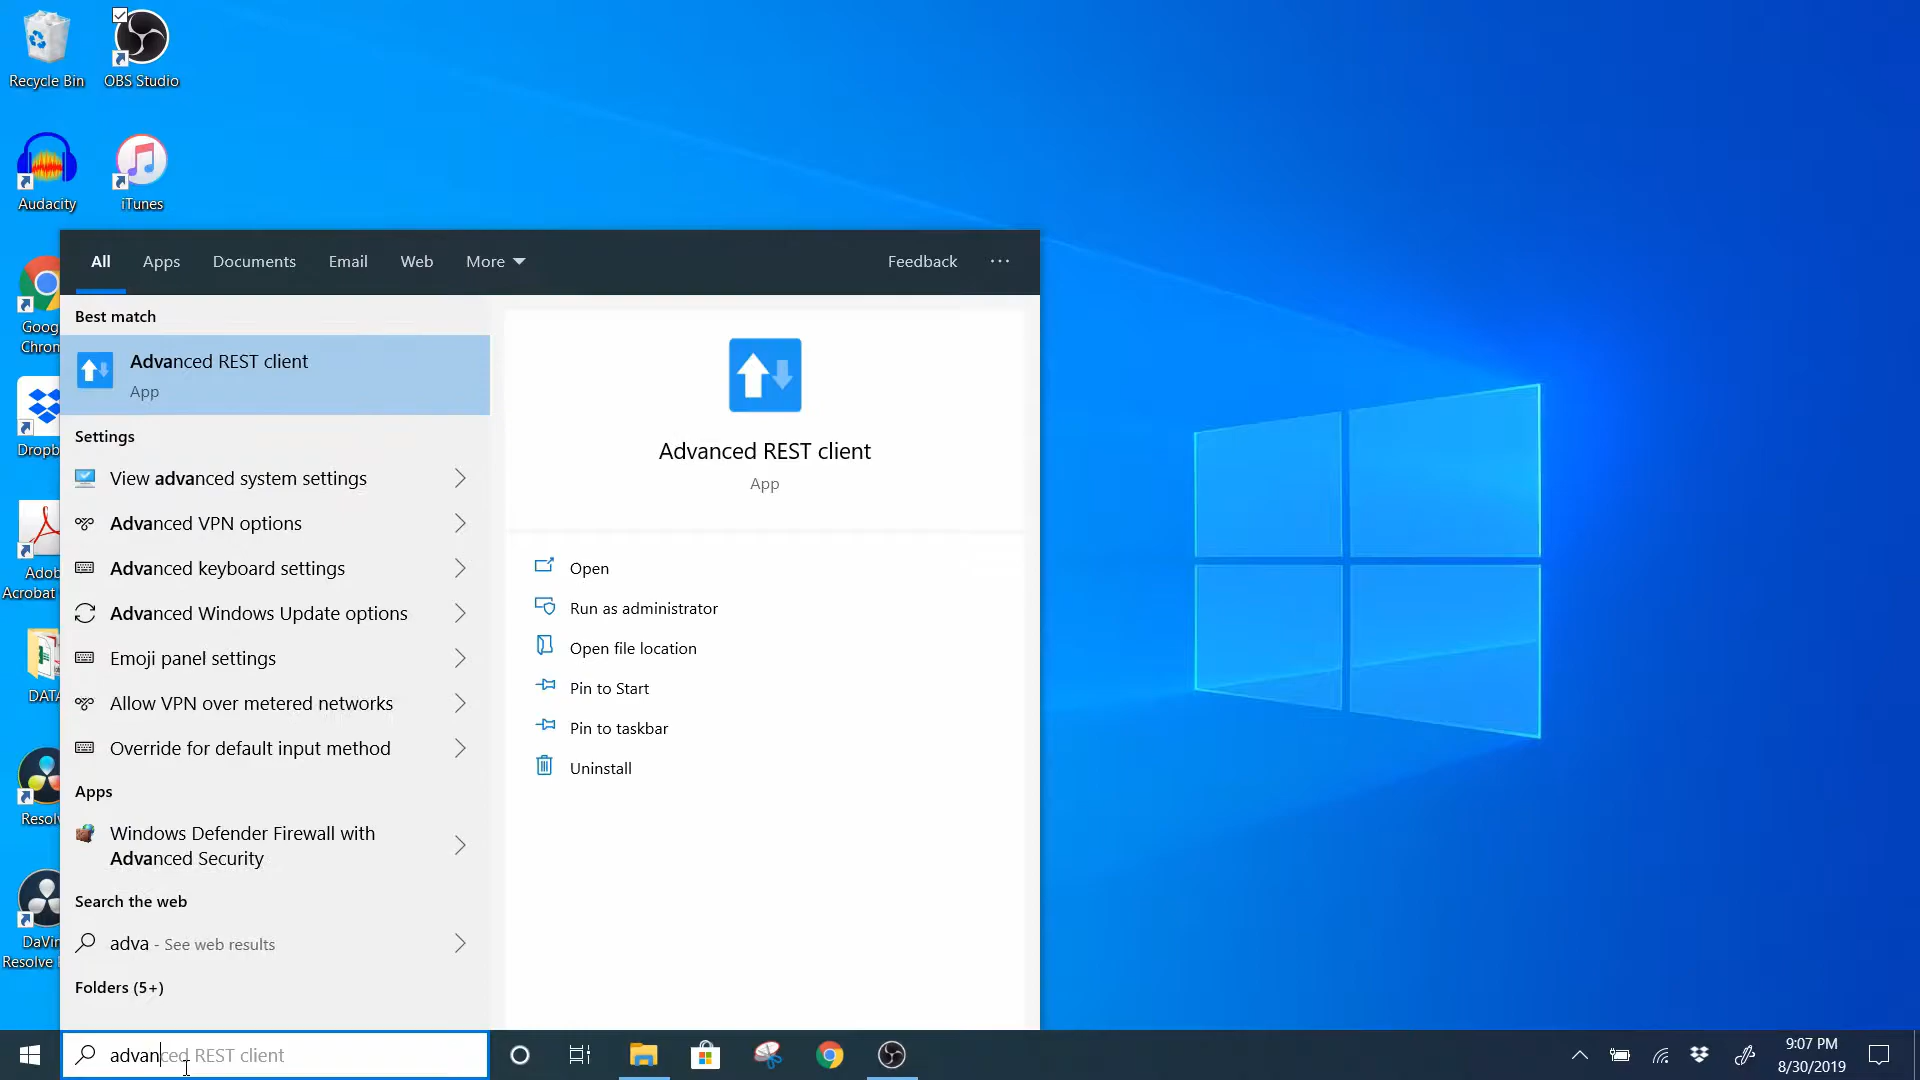 Recycle Bin
OBS Studio
Audacity
iTunes
Goog
Chrom
Dropb
Adob
Acrobat
DATA
Resolv
DaVin
Resolve
All
Apps
Documents
Email
Web
More
Feedback
Best match
Advanced REST client
App
Settings
View advanced system settings
Advanced VPN options
Advanced keyboard settings
Advanced Windows Update options
Emoji panel settings
Allow VPN over metered networks
Override for default input method
Apps
Windows Defender Firewall with
Advanced Security
Search the web
adva - See web results
Folders (5+)
Advanced REST client
App
Open
Run as administrator
Open file location
Pin to Start
Pin to taskbar
Uninstall
advanced REST client
9:07 PM
8/30/2019